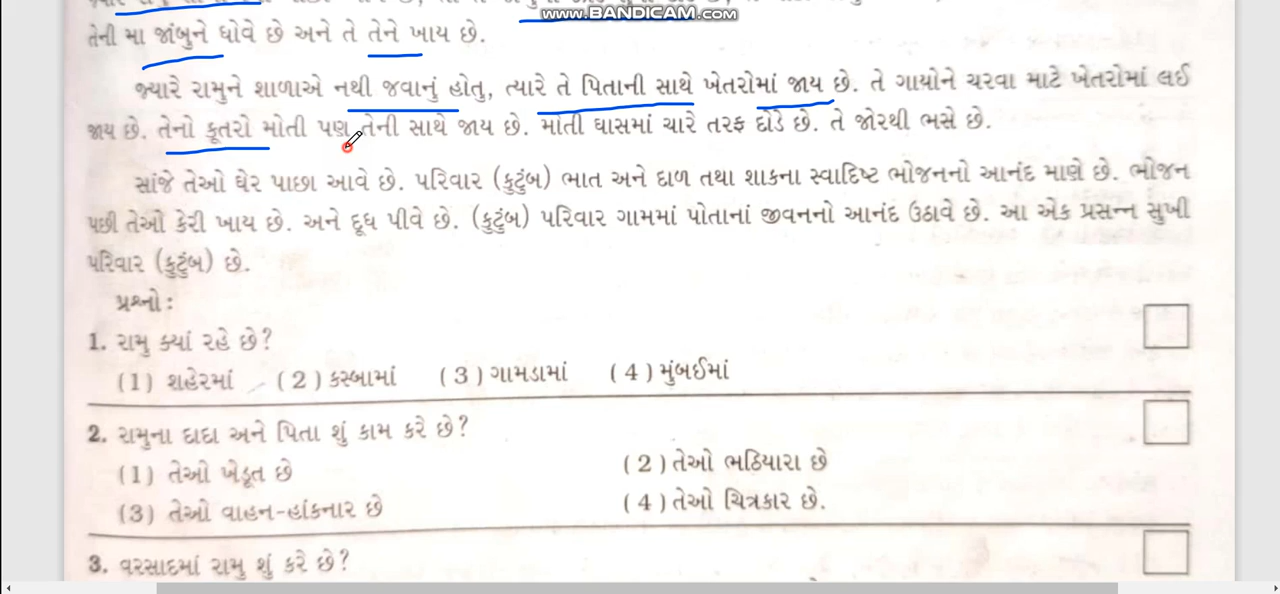 www.BANDICAM.com
તેની મા જાંબુને ધોવે છે અને તે તેને ખાય છે.
જ્યારે રામુને શાળાએ નથી જવાનું હોતુ, ત્યારે તે પિતાની સાથે ખેતરોમાં જાય છે. તે ગાયોને ચરવા માટે ખેતરોમાં લઈ
જાય છે. તેનો કૂતરો મોતી પણ તેની સાથે જાય છે. મોતી ઘાસમાં ચારે તરફ દોડે છે. તે જોરથી ભસે છે.
સાંજે તેઓ ઘેર પાછા આવે છે. પરિવાર (કુટુંબ) ભાત અને દાળ તથા શાકના સ્વાદિષ્ટ ભોજનનો આનંદ માણે છે. ભોજન
પછી તેઓ કેરી ખાય છે. અને દૂધ પીવે છે. (કુટુંબ) પરિવાર ગામમાં પોતાનાં જીવનનો આનંદ ઉઠાવે છે. આ એક પ્રસન્ન સુખી
પરિવાર (કુટુંબ) છે.
પ્રશ્નો :
1. રામુ ક્યાં રહે છે?
(1) શહેરમાં (2) કસ્બામાં (3) ગામડામાં (4) મુંબઈમાં
2. રામુના દાદા અને પિતા શું કામ કરે છે?
(1) તેઓ ખેડૂત છે (2) તેઓ ભઠિયારા છે
(3) તેઓ વાહન-હાંકનાર છે (4) તેઓ ચિત્રકાર છે.
3. વરસાદમાં રામુ શું કરે છે?